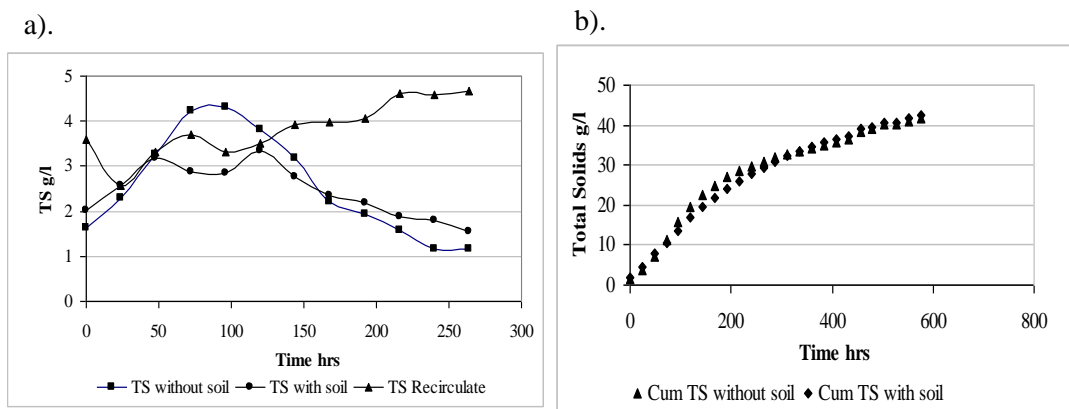 a).
b).
TS g/l
5
4
3
2
1
0
0 50 100 150 200 250 300
Time hrs
TS without soil TS with soil TS Recirculate
Total Solids g/l
50
40
30
20
10
0
0 200 400 600 800
Time hrs
Cum TS without soil Cum TS with soil